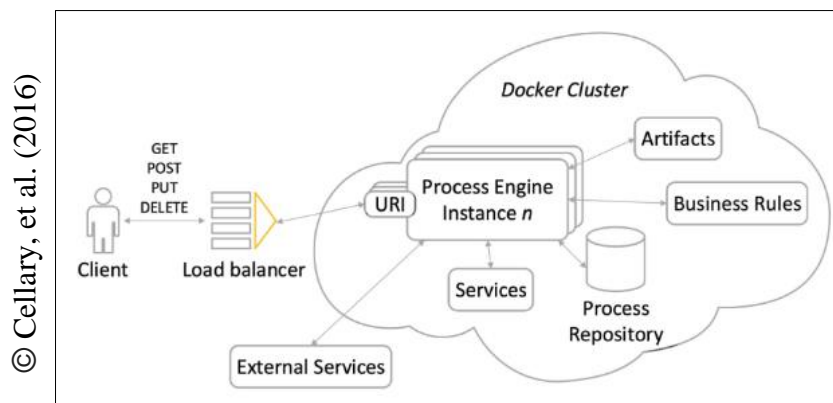 © Cellary, et al. (2016)
Docker Cluster
GET
POST
PUT
DELETE
Client
Load balancer
URI
Process Engine
Instance n
Artifacts
Business Rules
Services
Process
Repository
External Services